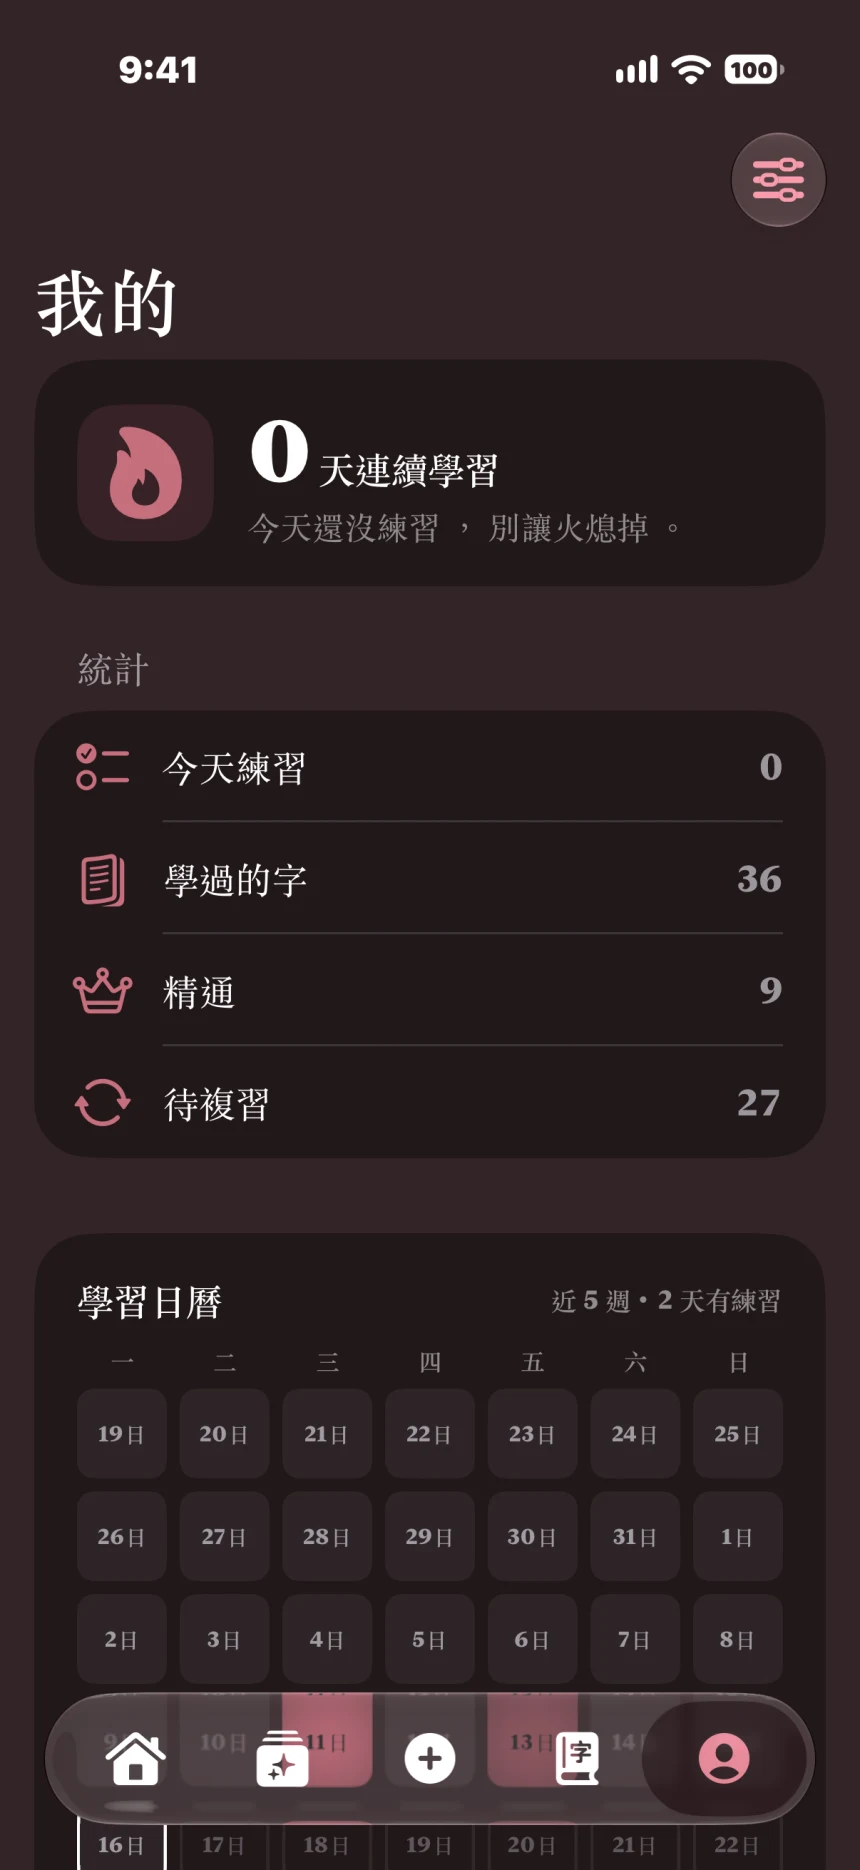 9:41
100
我的
0 天連續學習
今天還沒練習，別讓火熄掉。
統計
今天練習 0
學過的字 36
精通 9
待複習 27
學習日曆 近 5 週・2 天有練習
一 二 三 四 五 六 日
19日 20日 21日 22日 23日 24日 25日
26日 27日 28日 29日 30日 31日 1日
2日 3日 4日 5日 6日 7日 8日
9 10日 11日 13日 14
字
16日 17日 18日 19日 20日 21日 22日